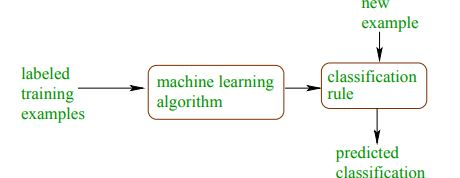 new
example
labeled
training
examples
machine learning
algorithm
classification
rule
predicted
classification